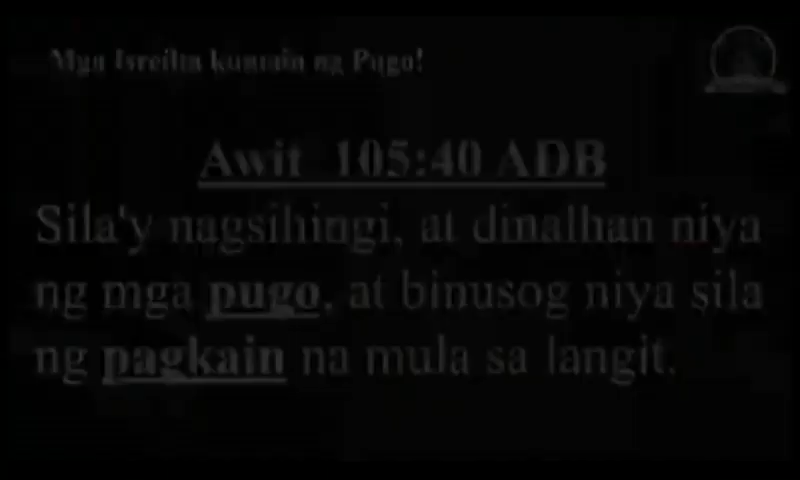 Mga Isreilta kumain ng Pugo!
Awit 105:40 ADB
Sila'y nagsihingi, at dinalhan niya
ng mga pugo, at binusog niya sila
ng pagkain na mula sa langit.